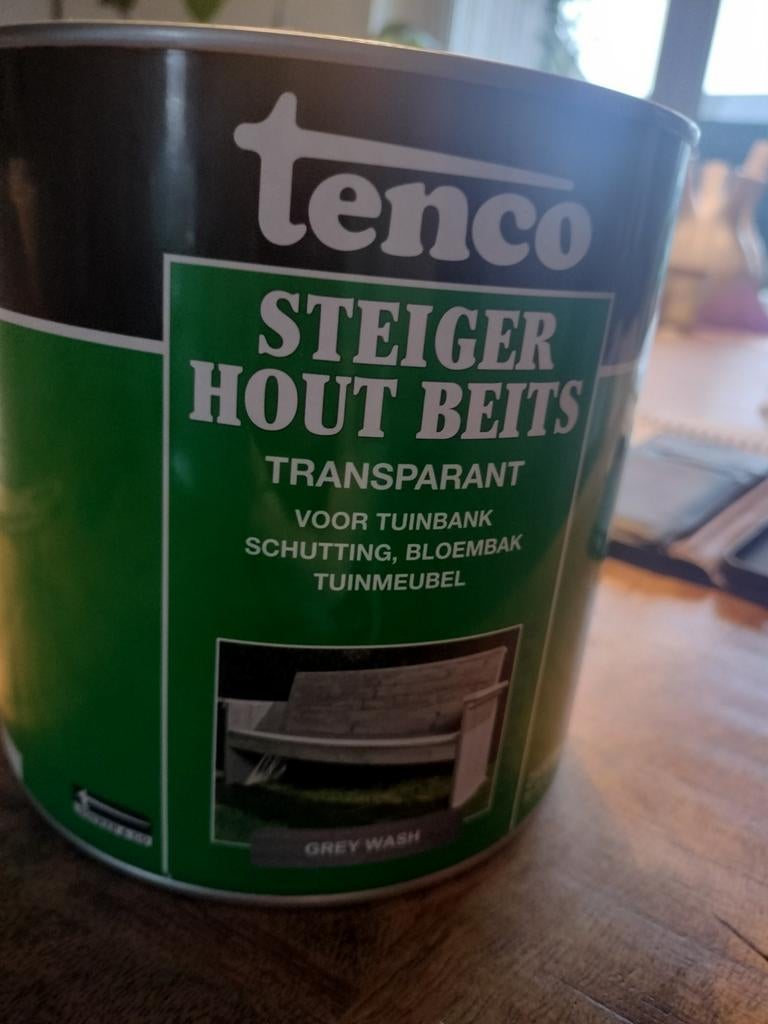 tenco
STEIGER
HOUT BEITS
TRANSPARANT
VOOR TUINBANK
SCHUTTING, BLOEMBAK
TUINMEUBEL
GREY WASH